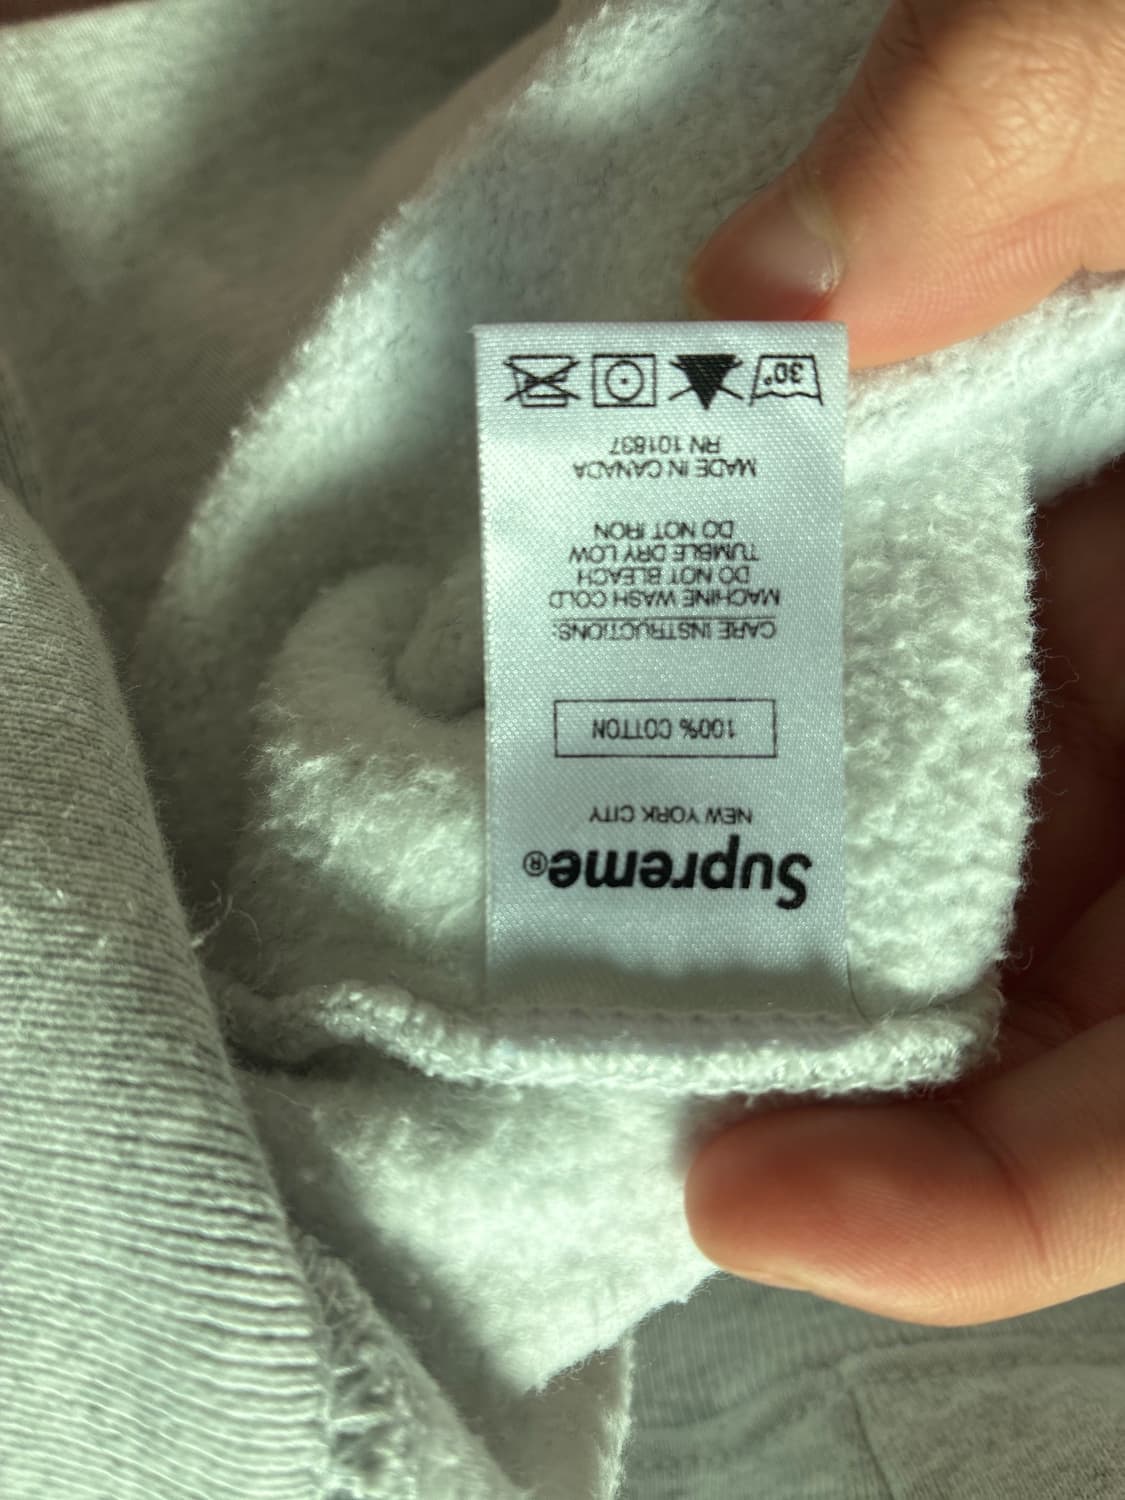 Supreme®
NEW YORK CITY
100% COTTON
CARE INSTRUCTIONS:
MACHINE WASH COLD
DO NOT BLEACH
TUMBLE DRY LOW
DO NOT IRON
MADE IN CANADA
RN 101837
30°